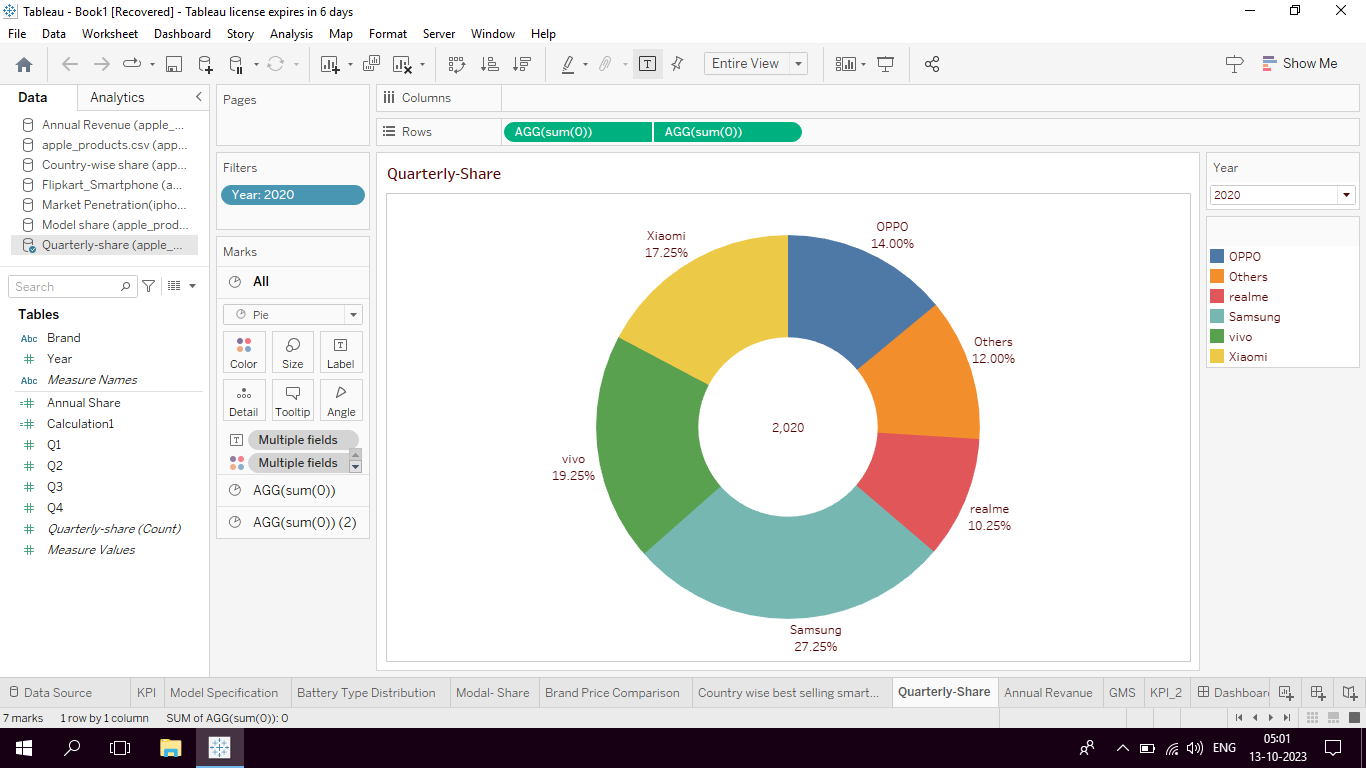 Tableau - Book1 [Recovered] - Tableau license expires in 6 days
File Data Worksheet Dashboard Story Analysis Map Format Server Window Help
Entire View
Show Me
Data Analytics
Annual Revenue (apple_...
apple_products.csv (app...
Country-wise share (app...
Flipkart_Smartphone (a...
Market Penetration(ipho...
Model share (apple_prod...
Quarterly-share (apple_...
Search
Tables
Abc Brand
Year
Abc Measure Names
Annual Share
Calculation1
Q1
Q2
Q3
Q4
Quarterly-share (Count)
Measure Values
Pages
Filters
Year: 2020
Marks
All
Pie
Color Size Label
Detail Tooltip Angle
Multiple fields
Multiple fields
AGG(sum(0))
AGG(sum(0)) (2)
Columns
Rows AGG(sum(0)) AGG(sum(0))
Quarterly-Share
OPPO
14.00%
Others
12.00%
realme
10.25%
Samsung
27.25%
vivo
19.25%
Xiaomi
17.25%
2,020
Year
2020
OPPO
Others
realme
Samsung
vivo
Xiaomi
Data Source KPI Model Specification Battery Type Distribution Modal- Share Brand Price Comparison Country wise best selling smart... Quarterly-Share Annual Revanue GMS KPI_2 Dashboar
7 marks 1 row by 1 column SUM of AGG(sum(0)): 0
ENG
05:01
13-10-2023